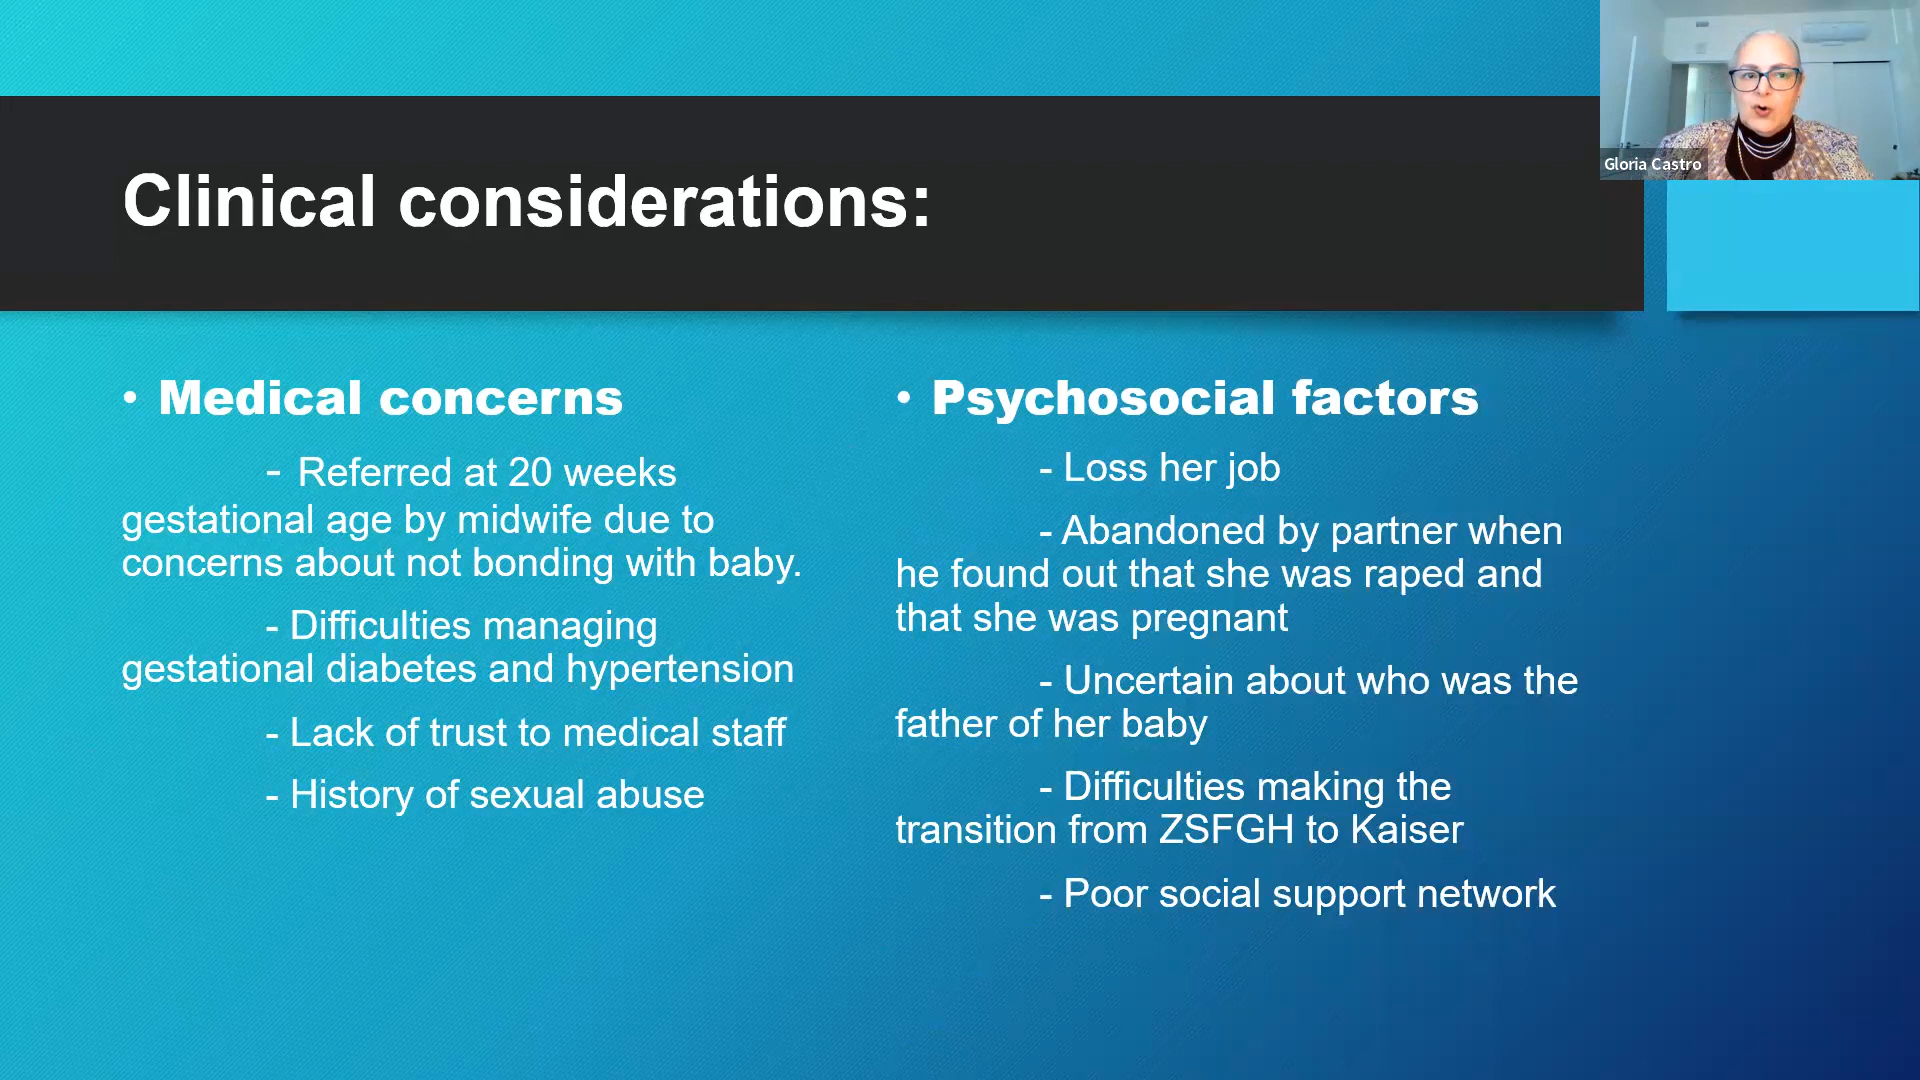 Gloria Castro
Clinical considerations:
• Medical concerns
- Referred at 20 weeks
gestational age by midwife due to
concerns about not bonding with baby.
- Difficulties managing
gestational diabetes and hypertension
- Lack of trust to medical staff
- History of sexual abuse
• Psychosocial factors
- Loss her job
- Abandoned by partner when
he found out that she was raped and
that she was pregnant
- Uncertain about who was the
father of her baby
- Difficulties making the
transition from ZSFGH to Kaiser
- Poor social support network